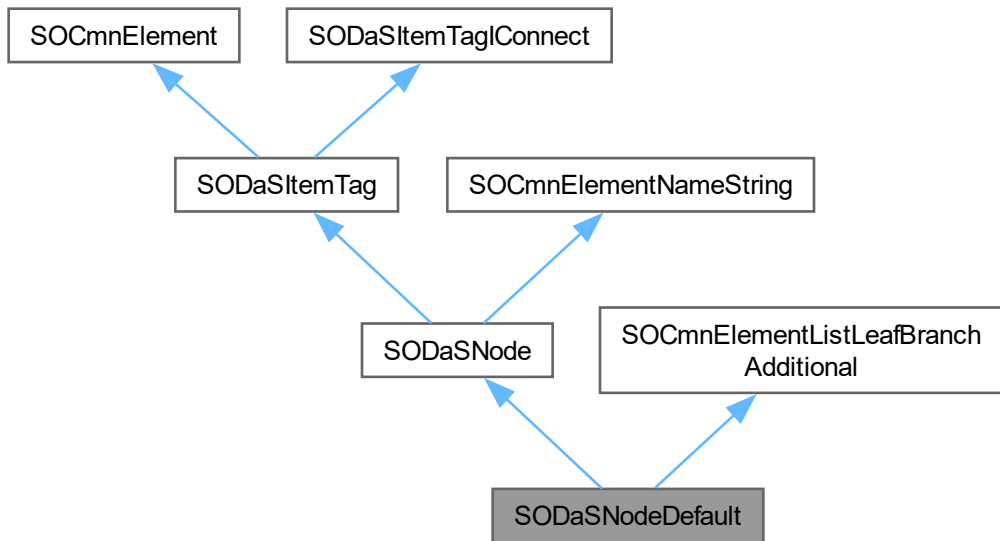 SOCmnElement
SODaSItemTagIConnect
SODaSItemTag
SOCmnElementNameString
SODaSNode
SOCmnElementListLeafBranch
Additional
SODaSNodeDefault